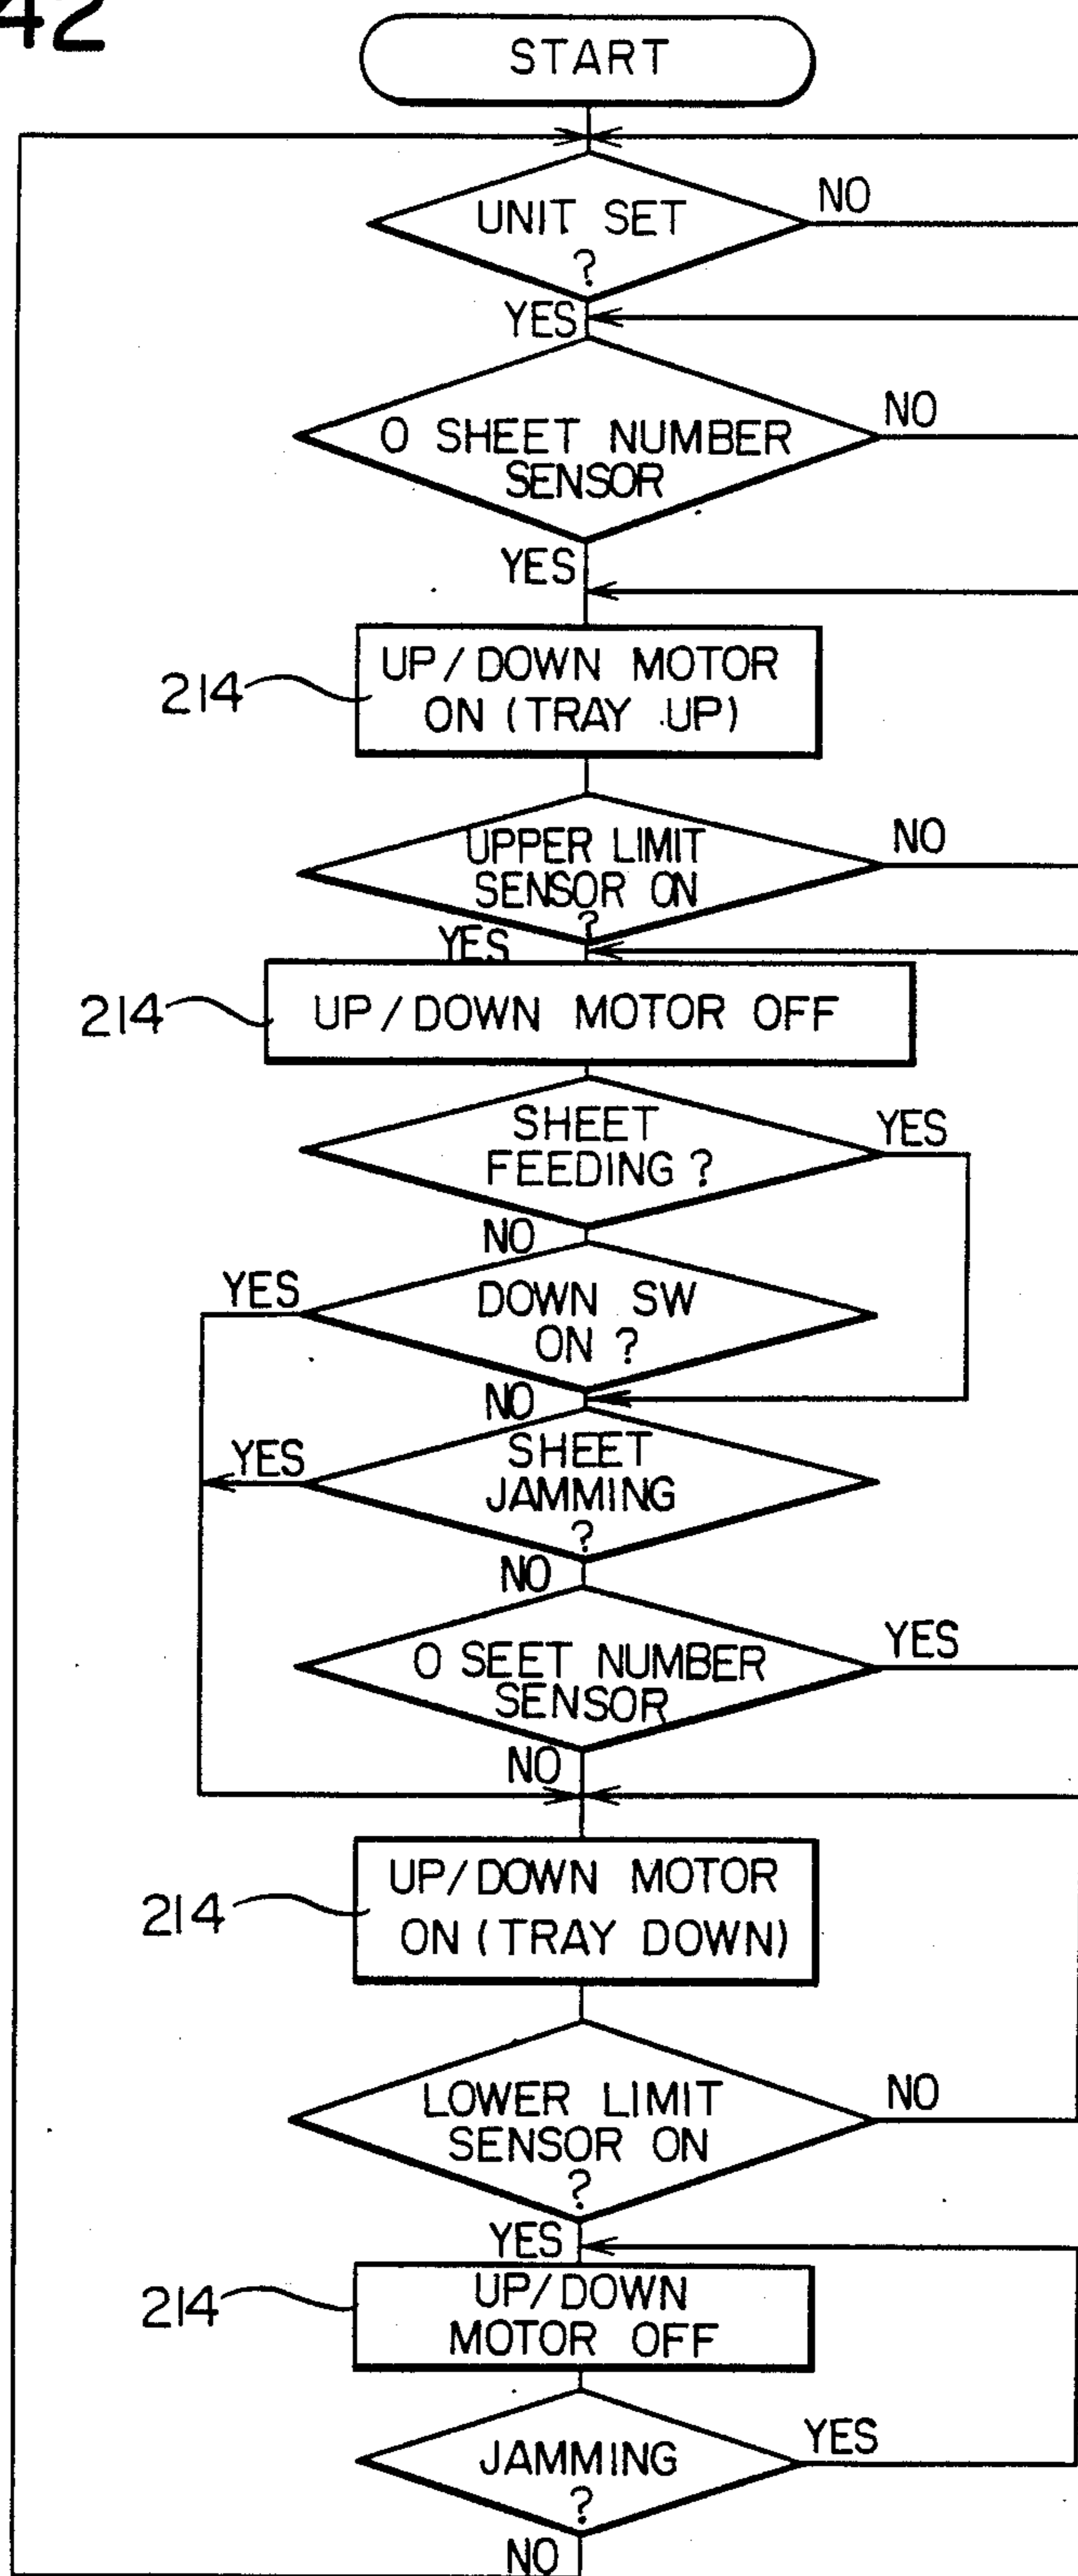 42
START
UNIT SET
?
NO
YES
0 SHEET NUMBER
SENSOR
NO
YES
214
UP/DOWN MOTOR
ON (TRAY UP)
UPPER LIMIT
SENSOR ON
?
NO
YES
214
UP/DOWN MOTOR OFF
SHEET
FEEDING ?
YES
NO
YES
DOWN SW
ON ?
NO
YES
SHEET
JAMMING
?
NO
0 SEET NUMBER
SENSOR
YES
NO
214
UP/DOWN MOTOR
ON (TRAY DOWN)
LOWER LIMIT
SENSOR ON
?
NO
YES
214
UP/DOWN
MOTOR OFF
JAMMING
?
YES
NO